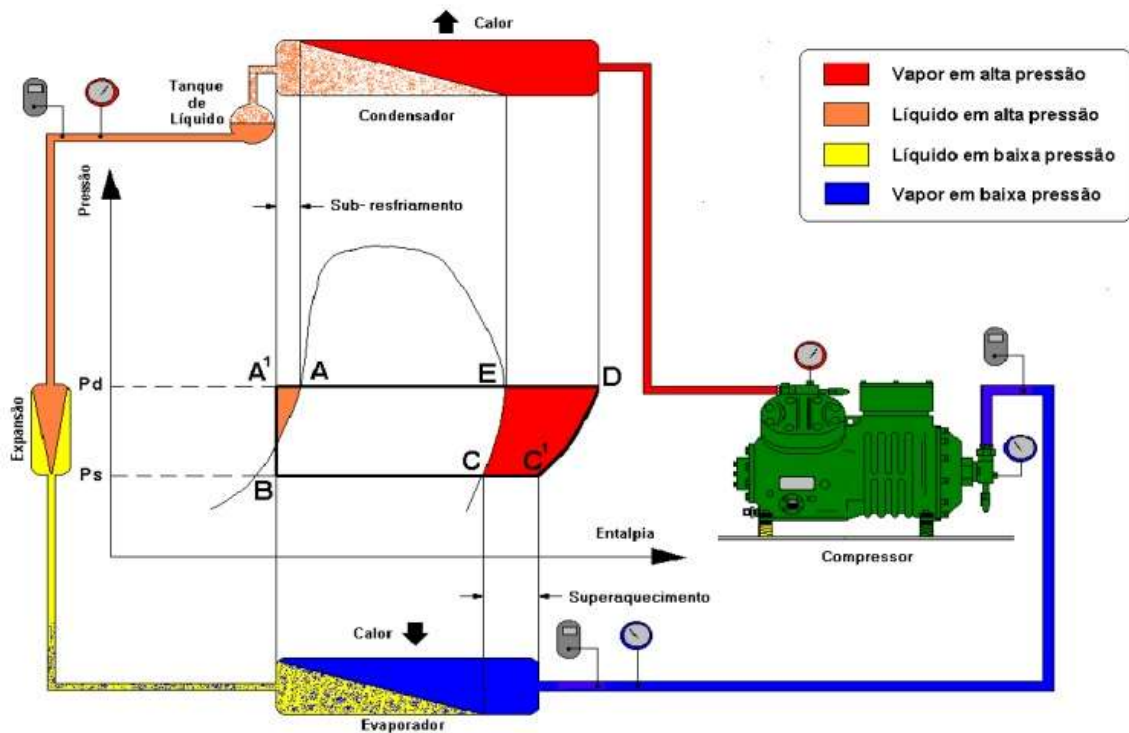 Calor
Tanque
de
Líquido
Condensador
Vapor em alta pressão
Líquido em alta pressão
Líquido em baixa pressão
Vapor em baixa pressão
Pressão
Sub- resfriamento
A¹
A
E
D
Pd
Expansão
Ps
B
C
C¹
Entalpia
Compressor
Superaquecimento
Calor
Evaporador